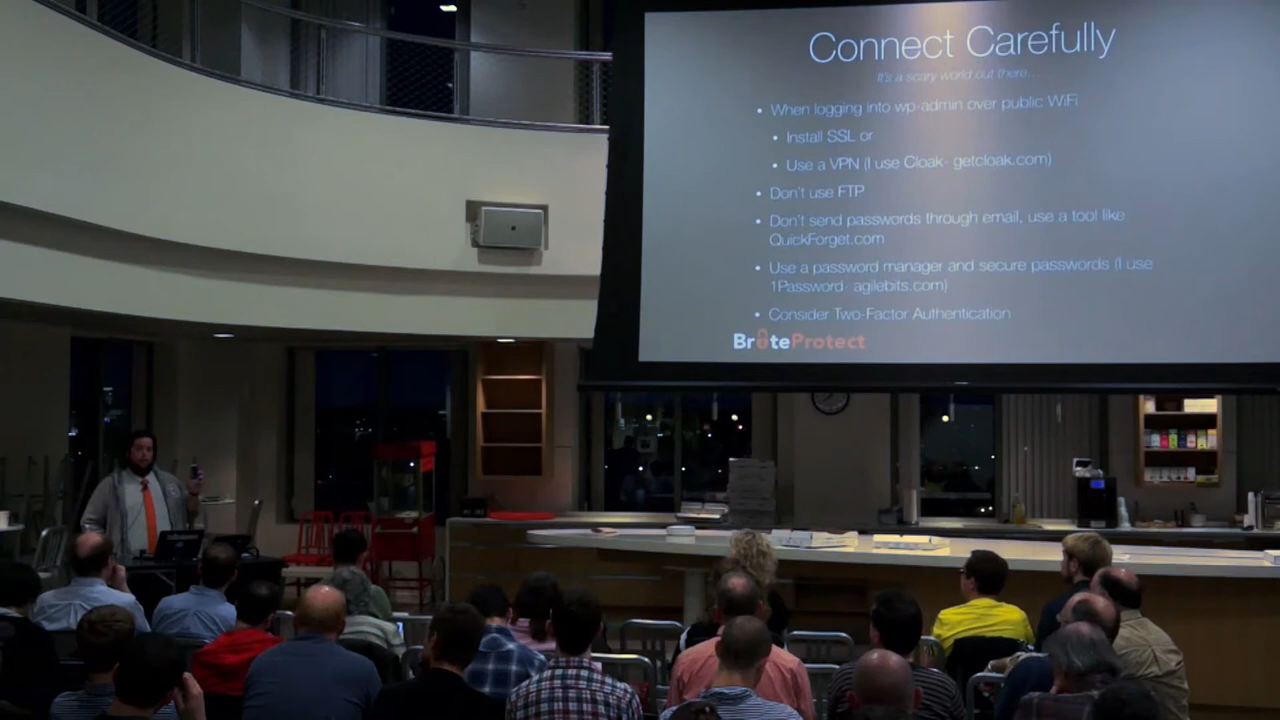 Connect Carefully
It's a scary world out there...
• When logging into wp-admin over public WiFi
• Install SSL or
• Use a VPN (I use Cloak- getcloak.com)
• Don't use FTP
• Don't send passwords through email, use a tool like
QuickForget.com
• Use a password manager and secure passwords (I use
1Password- agilebits.com)
• Consider Two-Factor Authentication
BruteProtect